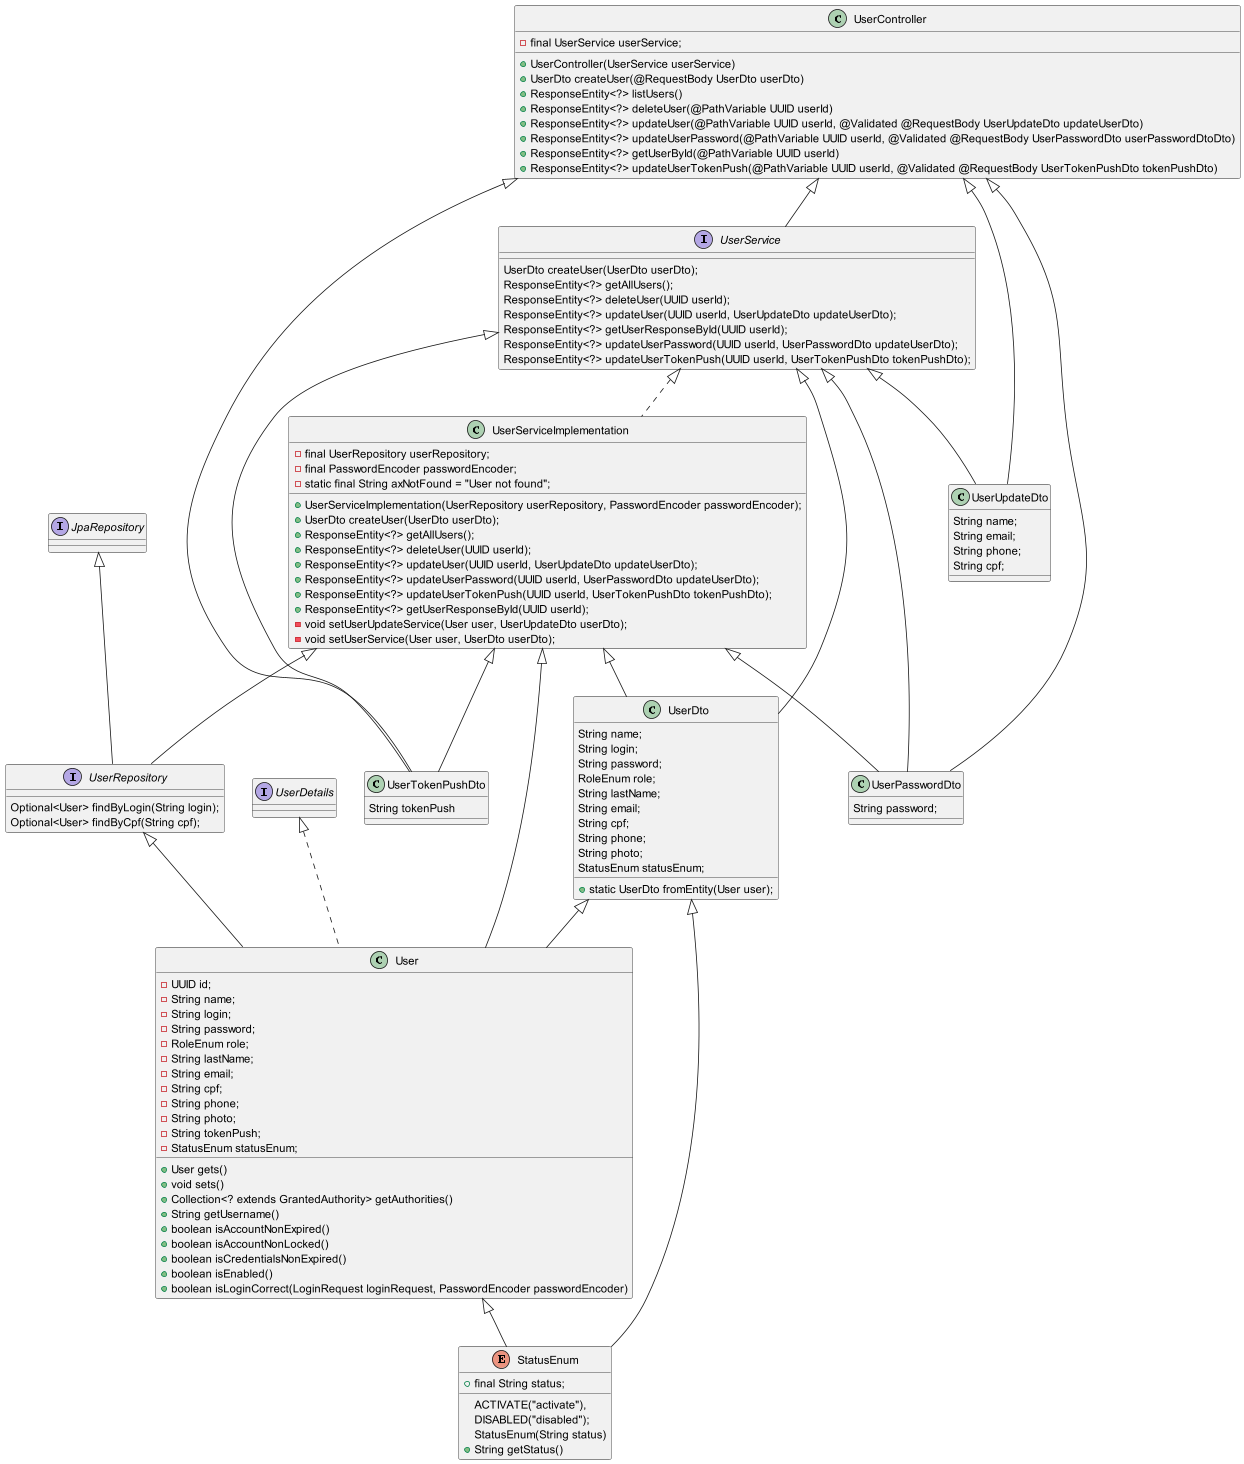 C UserController
final UserService userService;
UserController(UserService userService)
UserDto createUser(@RequestBody UserDto userDto)
ResponseEntity<?> listUsers()
ResponseEntity<?> deleteUser(@PathVariable UUID userId)
ResponseEntity<?> updateUser(@PathVariable UUID userId, @Validated @RequestBody UserUpdateDto updateUserDto)
ResponseEntity<?> updateUserPassword(@PathVariable UUID userId, @Validated @RequestBody UserPasswordDto userPasswordDtoDto)
ResponseEntity<?> getUserById(@PathVariable UUID userId)
ResponseEntity<?> updateUserTokenPush(@PathVariable UUID userId, @Validated @RequestBody UserTokenPushDto tokenPushDto)
I UserService
UserDto createUser(UserDto userDto);
ResponseEntity<?> getAllUsers();
ResponseEntity<?> deleteUser(UUID userId);
ResponseEntity<?> updateUser(UUID userId, UserUpdateDto updateUserDto);
ResponseEntity<?> getUserResponseById(UUID userId);
ResponseEntity<?> updateUserPassword(UUID userId, UserPasswordDto updateUserDto);
ResponseEntity<?> updateUserTokenPush(UUID userId, UserTokenPushDto tokenPushDto);
C UserServiceImplementation
final UserRepository userRepository;
final PasswordEncoder passwordEncoder;
static final String axNotFound = "User not found";
UserServiceImplementation(UserRepository userRepository, PasswordEncoder passwordEncoder);
UserDto createUser(UserDto userDto);
ResponseEntity<?> getAllUsers();
ResponseEntity<?> deleteUser(UUID userId);
ResponseEntity<?> updateUser(UUID userId, UserUpdateDto updateUserDto);
ResponseEntity<?> updateUserPassword(UUID userId, UserPasswordDto updateUserDto);
ResponseEntity<?> updateUserTokenPush(UUID userId, UserTokenPushDto tokenPushDto);
ResponseEntity<?> getUserResponseById(UUID userId);
void setUserUpdateService(User user, UserUpdateDto userDto);
void setUserService(User user, UserDto userDto);
C UserUpdateDto
String name;
String email;
String phone;
String cpf;
I JpaRepository
I UserRepository
Optional<User> findByLogin(String login);
Optional<User> findByCpf(String cpf);
I UserDetails
C UserTokenPushDto
String tokenPush
C UserDto
String name;
String login;
String password;
RoleEnum role;
String lastName;
String email;
String cpf;
String phone;
String photo;
StatusEnum statusEnum;
static UserDto fromEntity(User user);
C UserPasswordDto
String password;
C User
UUID id;
String name;
String login;
String password;
RoleEnum role;
String lastName;
String email;
String cpf;
String phone;
String photo;
String tokenPush;
StatusEnum statusEnum;
User gets()
void sets()
Collection<? extends GrantedAuthority> getAuthorities()
String getUsername()
boolean isAccountNonExpired()
boolean isAccountNonLocked()
boolean isCredentialsNonExpired()
boolean isEnabled()
boolean isLoginCorrect(LoginRequest loginRequest, PasswordEncoder passwordEncoder)
E StatusEnum
final String status;
ACTIVATE("activate"),
DISABLED("disabled");
StatusEnum(String status)
String getStatus()